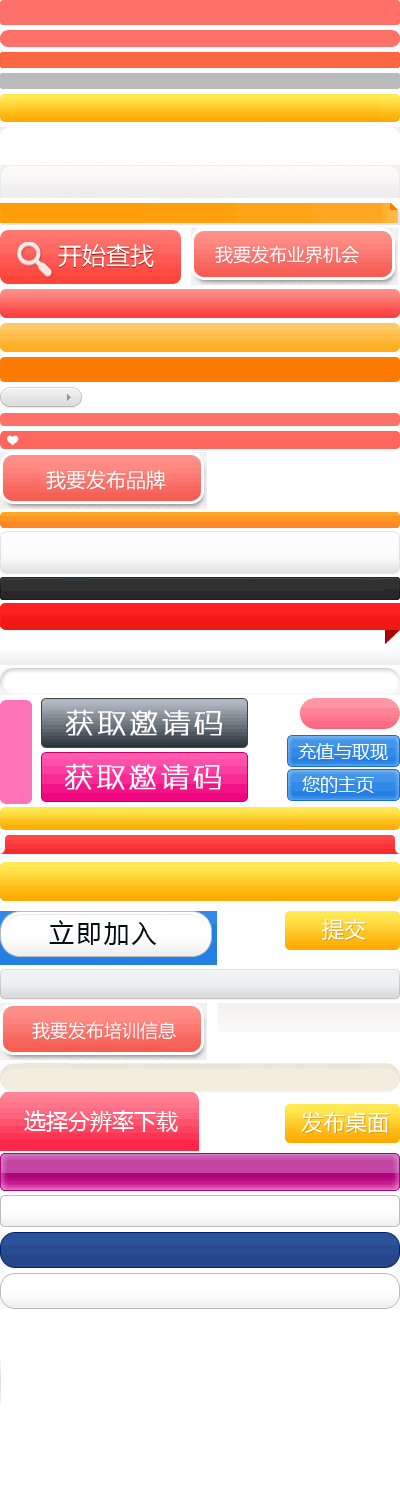 开始查找
我要发布业界机会
我要发布品牌
获取邀请码
充值与取现
获取邀请码
您的主页
立即加入
提交
我要发布培训信息
选择分辨率下载
发布桌面